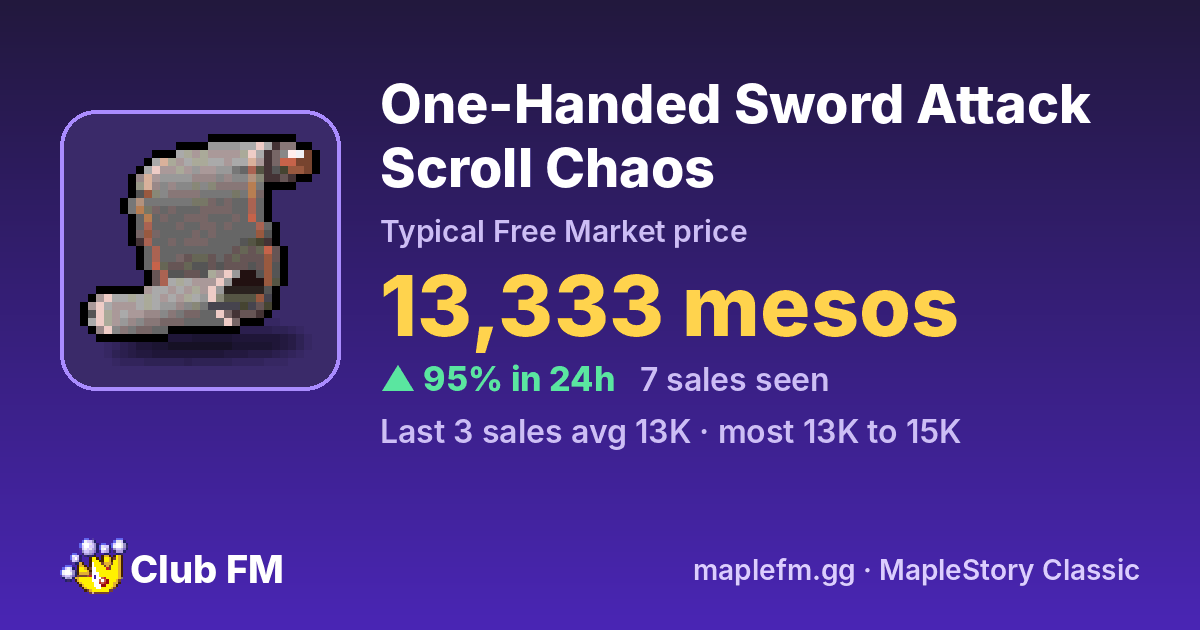 One-Handed Sword Attack
Scroll Chaos
Typical Free Market price
13,333 mesos
▲ 95% in 24h 7 sales seen
Last 3 sales avg 13K · most 13K to 15K
Club FM
maplefm.gg · MapleStory Classic